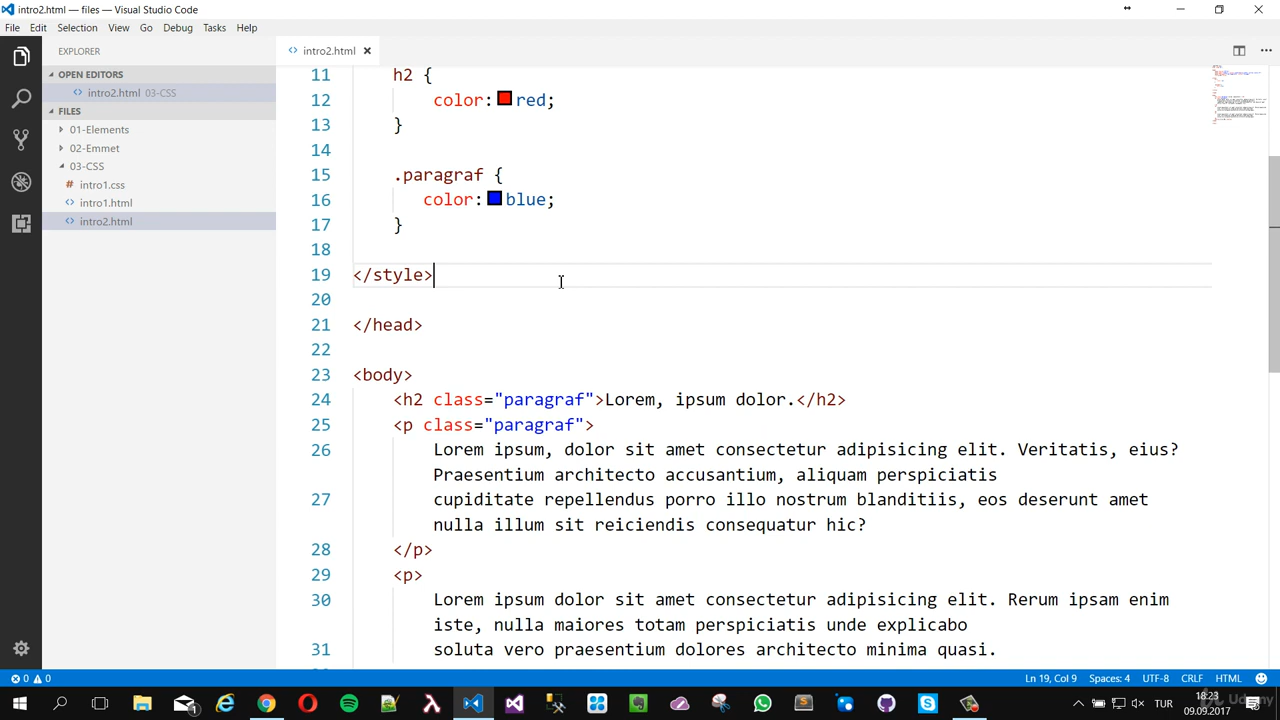 intro2.html — files — Visual Studio Code
File Edit Selection View Go Debug Tasks Help
EXPLORER
intro2.html
OPEN EDITORS
intro2.html 03-CSS
FILES
01-Elements
02-Emmet
03-CSS
intro1.css
intro1.html
intro2.html
11 h2 {
12 color: red;
13 }
14
15 .paragraf {
16 color: blue;
17 }
18
19 </style>
20
21 </head>
22
23 <body>
24 <h2 class="paragraf">Lorem, ipsum dolor.</h2>
25 <p class="paragraf">
26 Lorem ipsum, dolor sit amet consectetur adipisicing elit. Veritatis, eius?
Praesentium architecto accusantium, aliquam perspiciatis
27 cupiditate repellendus porro illo nostrum blanditiis, eos deserunt amet
nulla illum sit reiciendis consequatur hic?
28 </p>
29 <p>
30 Lorem ipsum dolor sit amet consectetur adipisicing elit. Rerum ipsam enim
iste, nulla maiores totam perspiciatis unde explicabo
31 soluta vero praesentium dolores architecto minima quasi.
0 0
Ln 19, Col 9 Spaces: 4 UTF-8 CRLF HTML
TUR
18:23
09.09.2017
Udemy